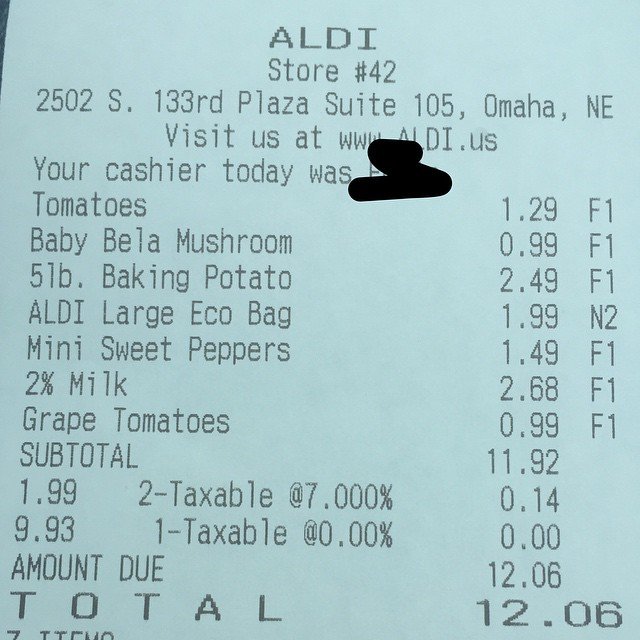 ALDI
Store #42
2502 S. 133rd Plaza Suite 105, Omaha, NE
Visit us at www.ALDI.us
Your cashier today was
Tomatoes 1.29 F1
Baby Bela Mushroom 0.99 F1
5lb. Baking Potato 2.49 F1
ALDI Large Eco Bag 1.99 N2
Mini Sweet Peppers 1.49 F1
2% Milk 2.68 F1
Grape Tomatoes 0.99 F1
SUBTOTAL 11.92
1.99 2-Taxable @7.000% 0.14
9.93 1-Taxable @0.00% 0.00
AMOUNT DUE 12.06
TOTAL 12.06
7 ITEMS